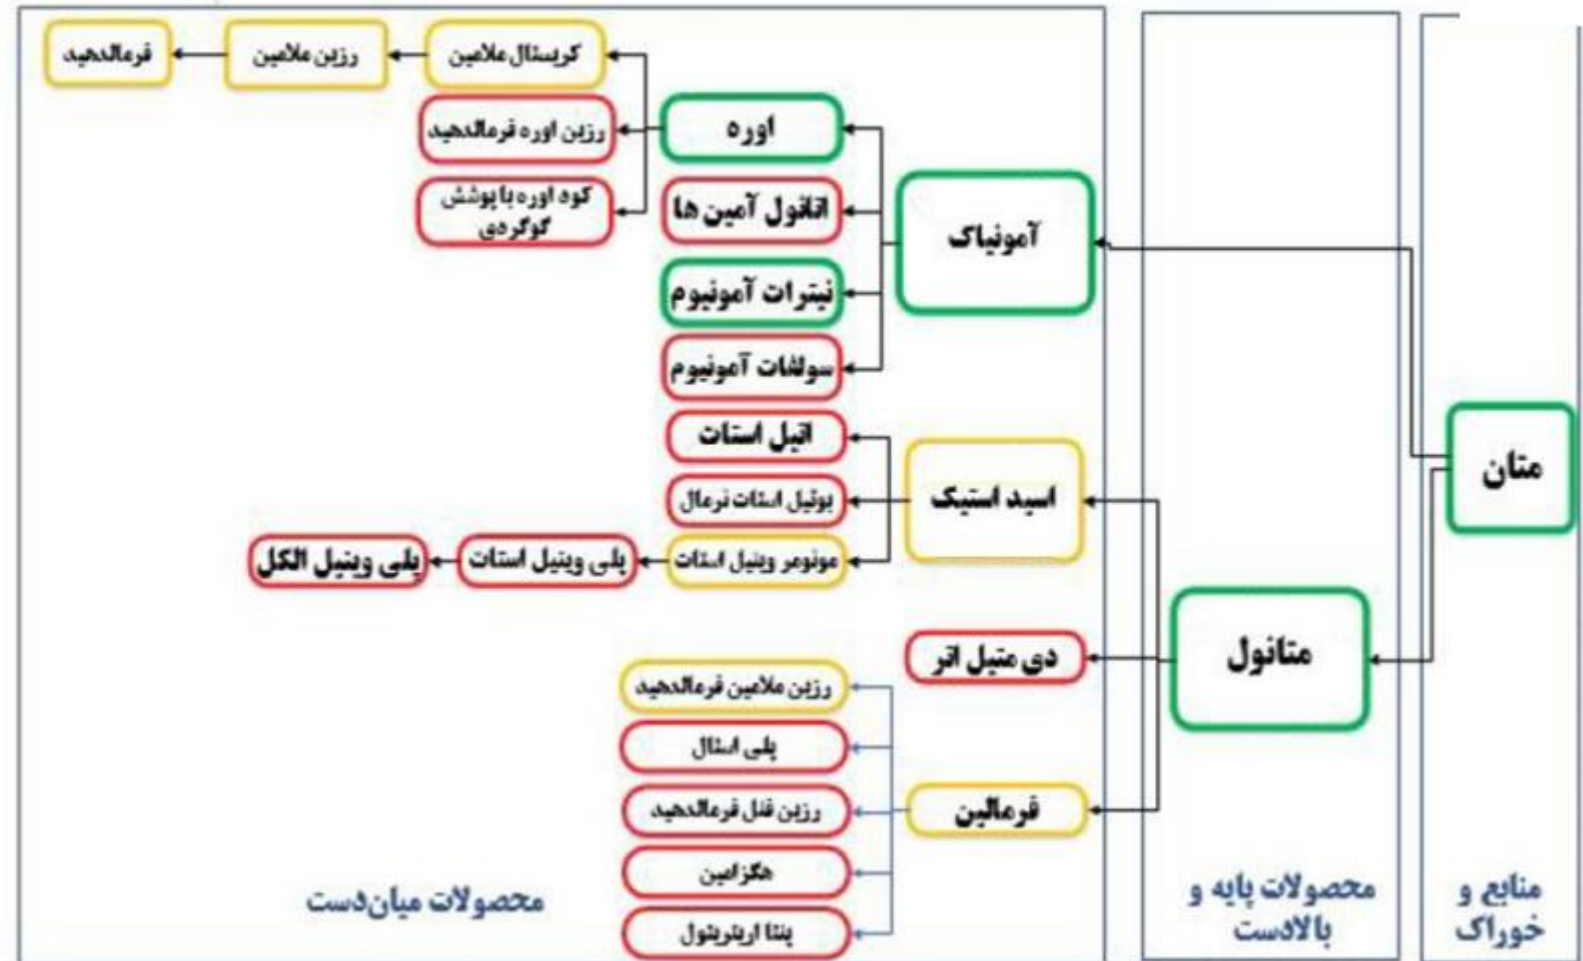 متان
منابع و
خوراک
متانول
محصولات پایه و
بالادست
آمونیاک
اوره
کریستال ملامین
رزین ملامین
فرمالدهید
رزین اوره فرمالدهید
کود اوره با پوشش
گوگردی
اتانول آمین ها
نیترات آمونیوم
سولفات آمونیوم
اسید استیک
اتیل استات
بوتیل استات نرمال
مونومر وینیل استات
پلی وینیل استات
پلی وینیل الکل
دی متیل اتر
فرمالین
رزین ملامین فرمالدهید
پلی استال
رزین فنل فرمالدهید
هگزامین
پنتا اریتریتول
محصولات میان‌دست